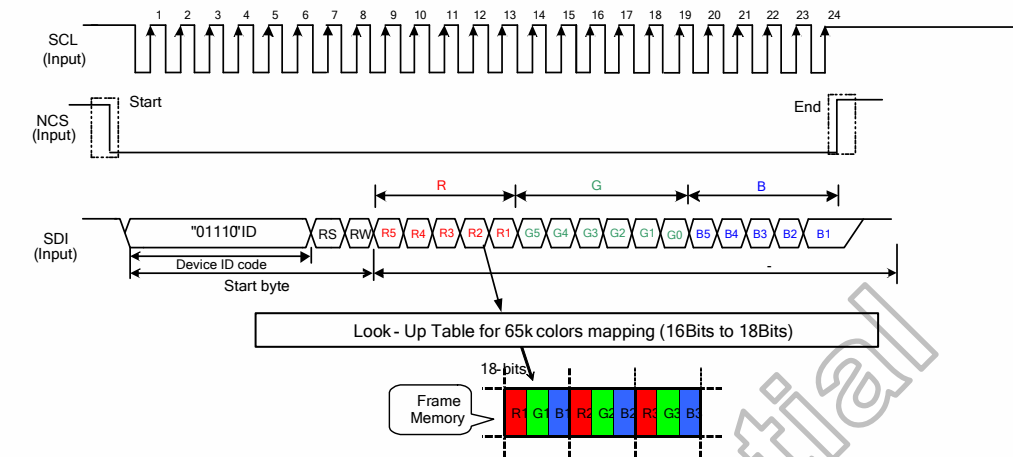 1 2 3 4 5 6 7 8 9 10 11 12 13 14 15 16 17 18 19 20 21 22 23 24
SCL
(Input)
Start
End
NCS
(Input)
R G B
SDI
(Input)
"01110"ID RS RW R5 R4 R3 R2 R1 G5 G4 G3 G2 G1 G0 B5 B4 B3 B2 B1
Device ID code
-
Start byte
Look-Up Table for 65k colors mapping (16Bits to 18Bits)
18-bits
Frame
Memory
R1 G1 B1 R2 G2 B2 R3 G3 B3
tial